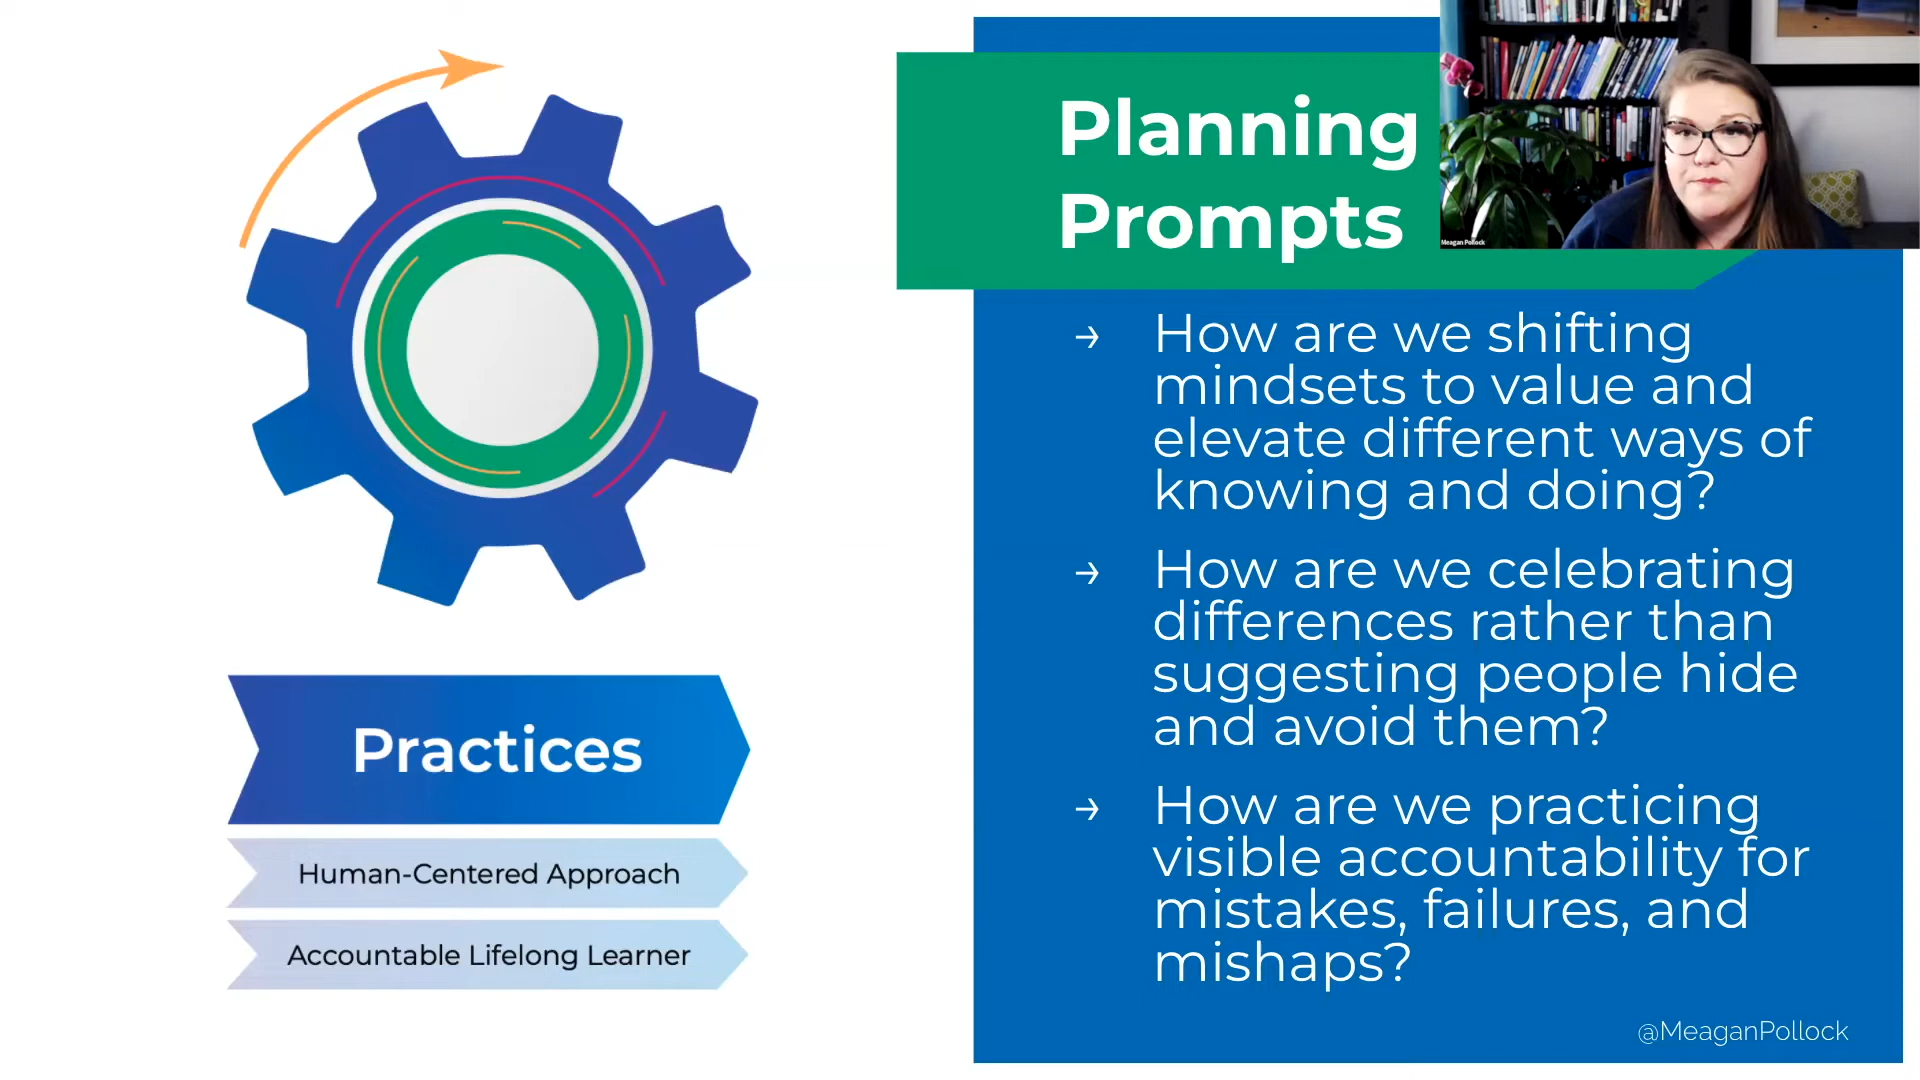 Planning
Prompts
Meagan Pollock
→ How are we shifting
mindsets to value and
elevate different ways of
knowing and doing?
→ How are we celebrating
differences rather than
suggesting people hide
and avoid them?
→ How are we practicing
visible accountability for
mistakes, failures, and
mishaps?
Practices
Human-Centered Approach
Accountable Lifelong Learner
@MeaganPollock